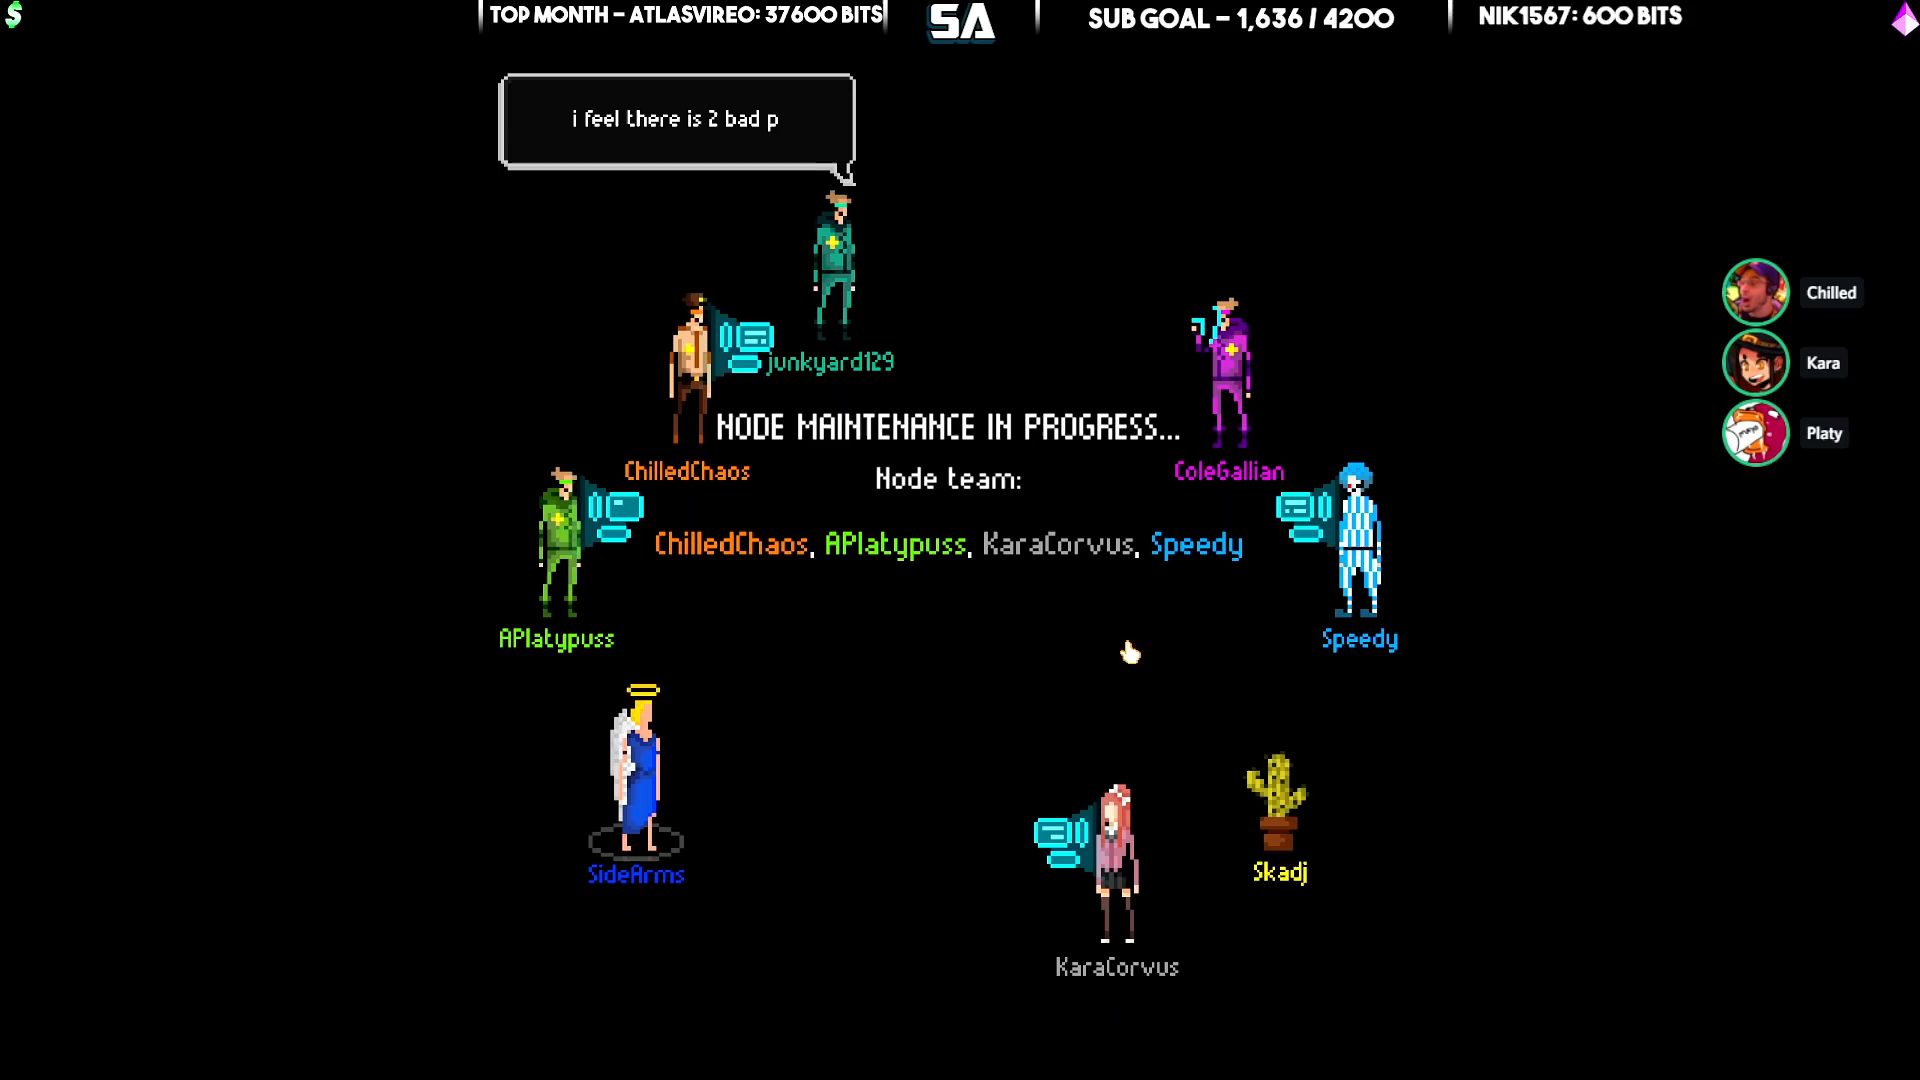 $
TOP MONTH - ATLASVIREO: 37600 BITS
SA
SUB GOAL - 1,636 / 4200
NIK1567: 600 BITS
i feel there is 2 bad p
Chilled
Kara
Platy
junkyard129
NODE MAINTENANCE IN PROGRESS...
ChilledChaos
Node team:
ColeGallian
ChilledChaos, APlatypuss, KaraCorvus, Speedy
APlatypuss
Speedy
SideArms
Skadj
KaraCorvus